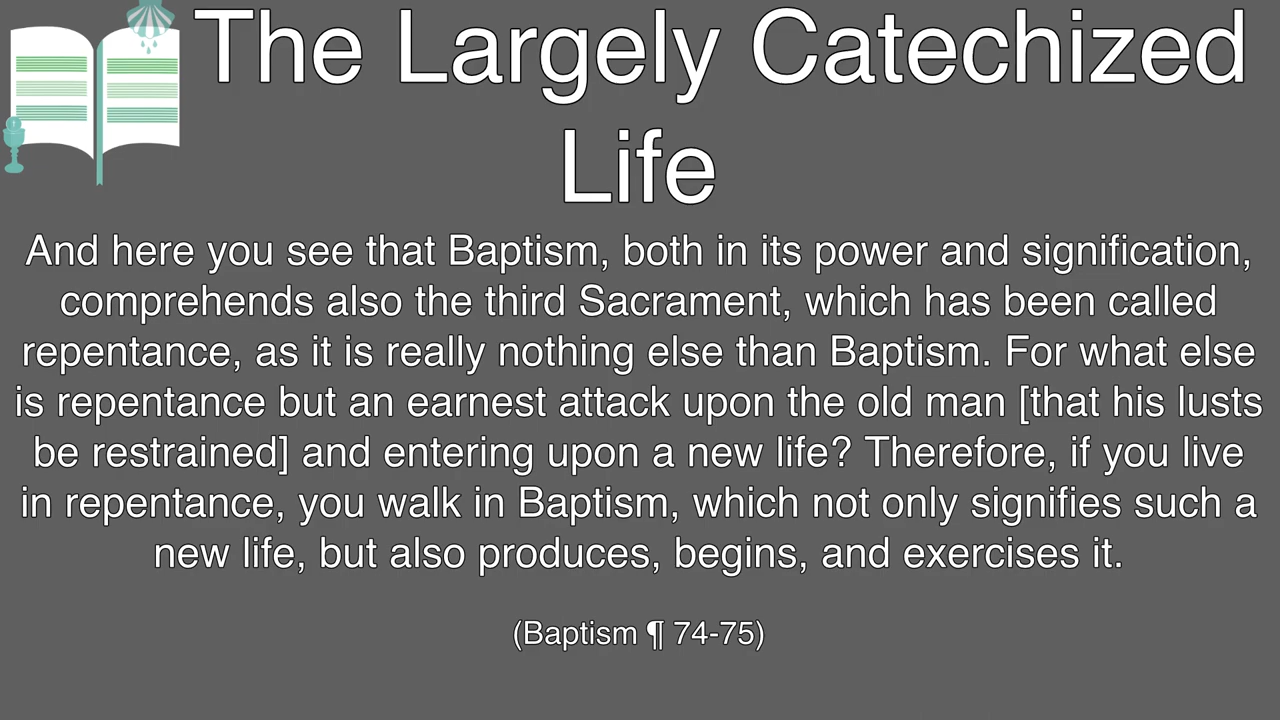 The Largely Catechized
Life
And here you see that Baptism, both in its power and signification,
comprehends also the third Sacrament, which has been called
repentance, as it is really nothing else than Baptism. For what else
is repentance but an earnest attack upon the old man [that his lusts
be restrained] and entering upon a new life? Therefore, if you live
in repentance, you walk in Baptism, which not only signifies such a
new life, but also produces, begins, and exercises it.
(Baptism ¶ 74-75)